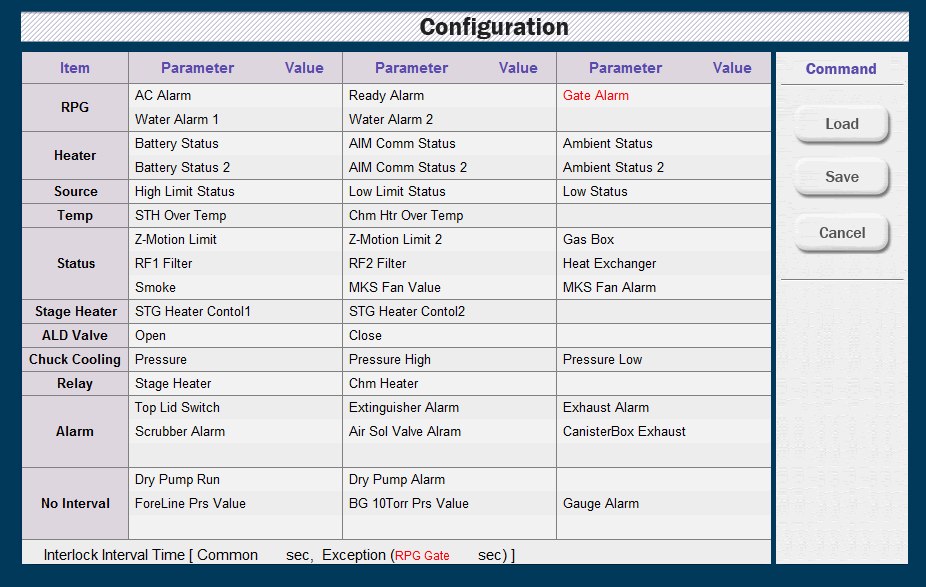 Configuration
Item Parameter Value Parameter Value Parameter Value
RPG
AC Alarm Ready Alarm Gate Alarm
Water Alarm 1 Water Alarm 2
Heater
Battery Status AIM Comm Status Ambient Status
Battery Status 2 AIM Comm Status 2 Ambient Status 2
Source High Limit Status Low Limit Status Low Status
Temp STH Over Temp Chm Htr Over Temp
Status
Z-Motion Limit Z-Motion Limit 2 Gas Box
RF1 Filter RF2 Filter Heat Exchanger
Smoke MKS Fan Value MKS Fan Alarm
Stage Heater STG Heater Contol1 STG Heater Contol2
ALD Valve Open Close
Chuck Cooling Pressure Pressure High Pressure Low
Relay Stage Heater Chm Heater
Alarm
Top Lid Switch Extinguisher Alarm Exhaust Alarm
Scrubber Alarm Air Sol Valve Alram CanisterBox Exhaust
No Interval
Dry Pump Run Dry Pump Alarm
ForeLine Prs Value BG 10Torr Prs Value Gauge Alarm
Interlock Interval Time [ Common sec, Exception (RPG Gate sec) ]
Command
Load
Save
Cancel